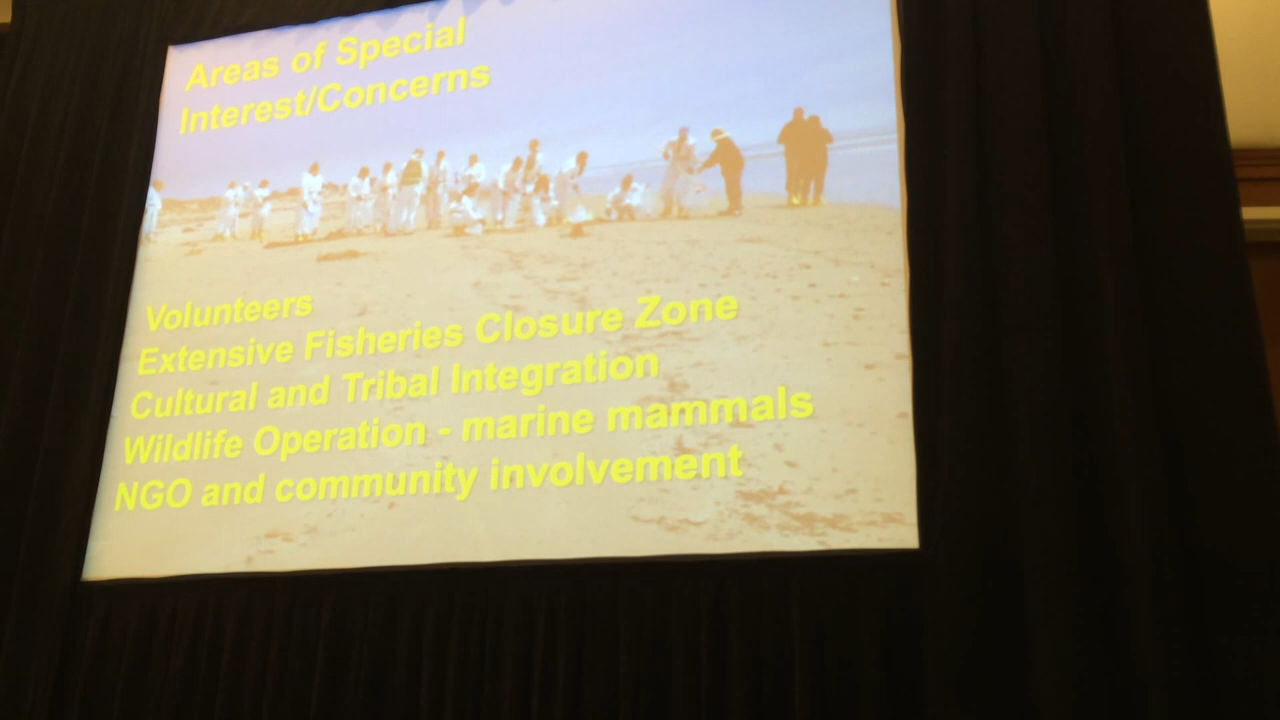 Areas of Special
Interest/Concerns
Volunteers
Extensive Fisheries Closure Zone
Cultural and Tribal Integration
Wildlife Operation - marine mammals
NGO and community involvement